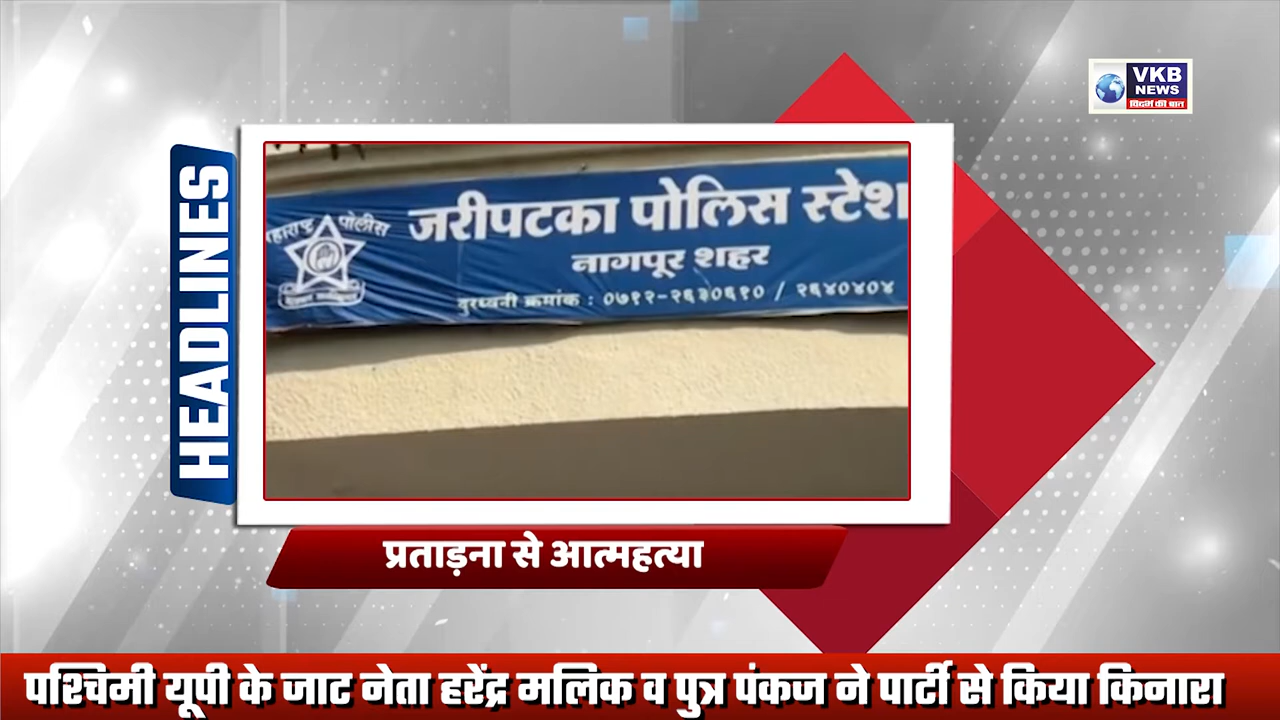 VKB
NEWS
विदर्भ की बात
HEADLINES
महाराष्ट्र पोलीस
जरीपटका पोलिस स्टेश
नागपूर शहर
दुरध्वनी क्रमांक : ०७१२-२६३०६१० / २६४०४०४
प्रताड़ना से आत्महत्या
पश्चिमी यूपी के जाट नेता हरेंद्र मलिक व पुत्र पंकज ने पार्टी से किया किनारा